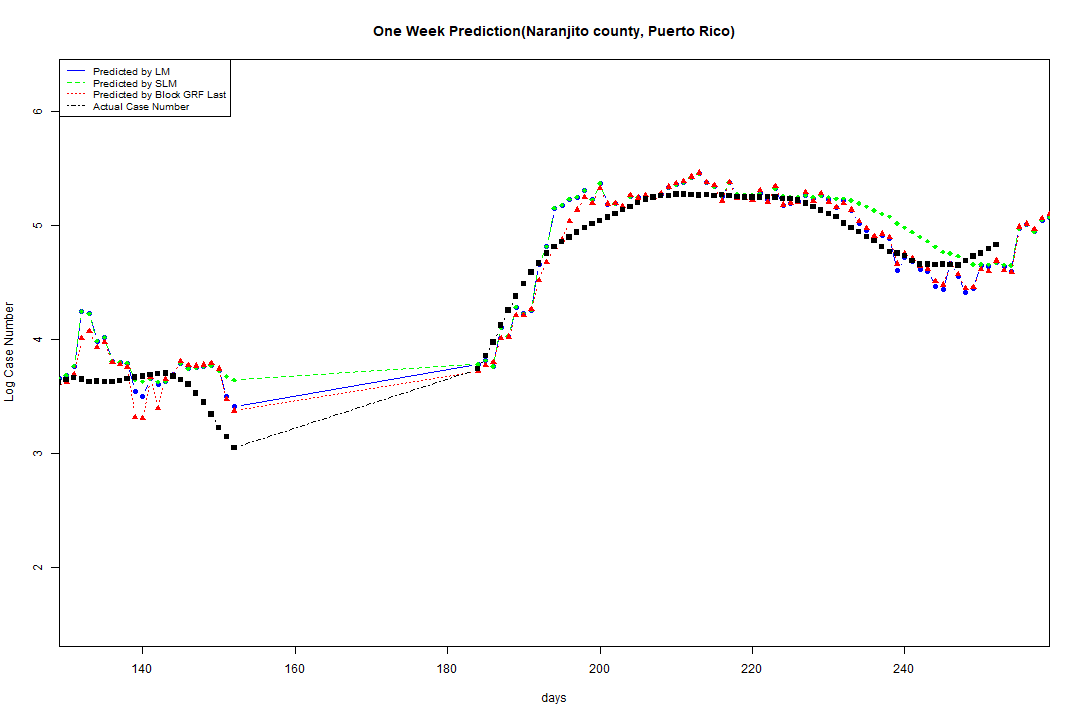 One Week Prediction(Naranjito county, Puerto Rico)
Predicted by LM
Predicted by SLM
Predicted by Block GRF Last
Actual Case Number
6
5
4
3
2
Log Case Number
140 160 180 200 220 240
days